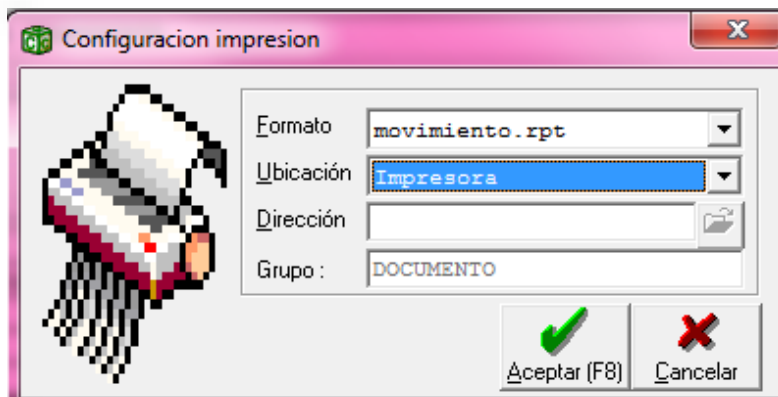 Configuracion impresion
Formato movimiento.rpt
Ubicación Impresora
Dirección
Grupo : DOCUMENTO
Aceptar (F8) Cancelar